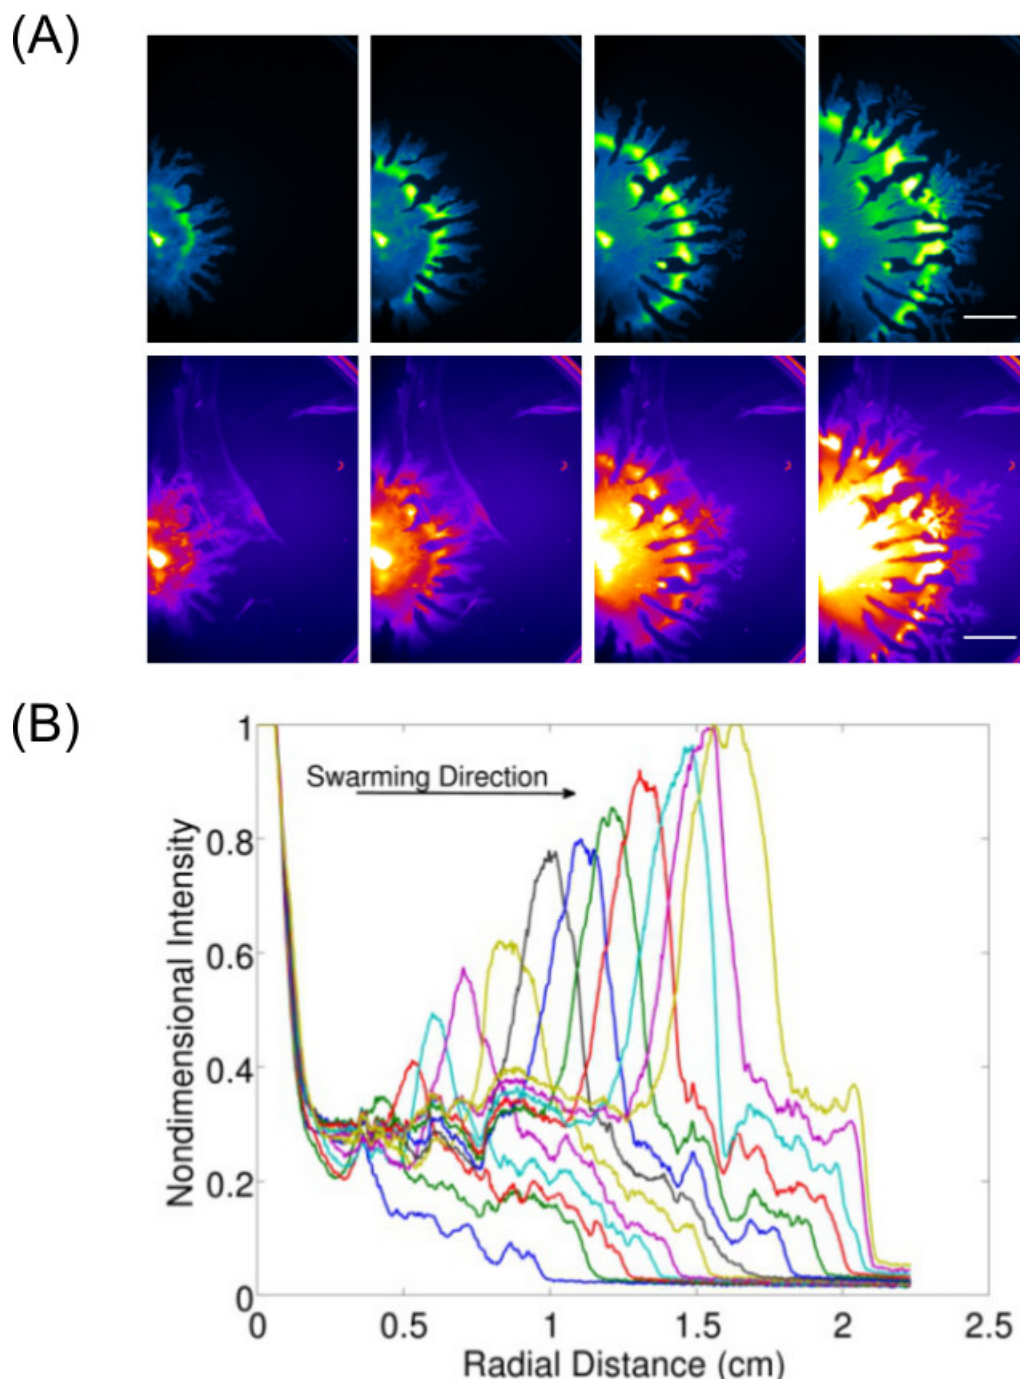 (A)
(B)
1
Swarming Direction
0.8
0.6
0.4
0.2
0
Nondimensional Intensity
0 0.5 1 1.5 2 2.5
Radial Distance (cm)